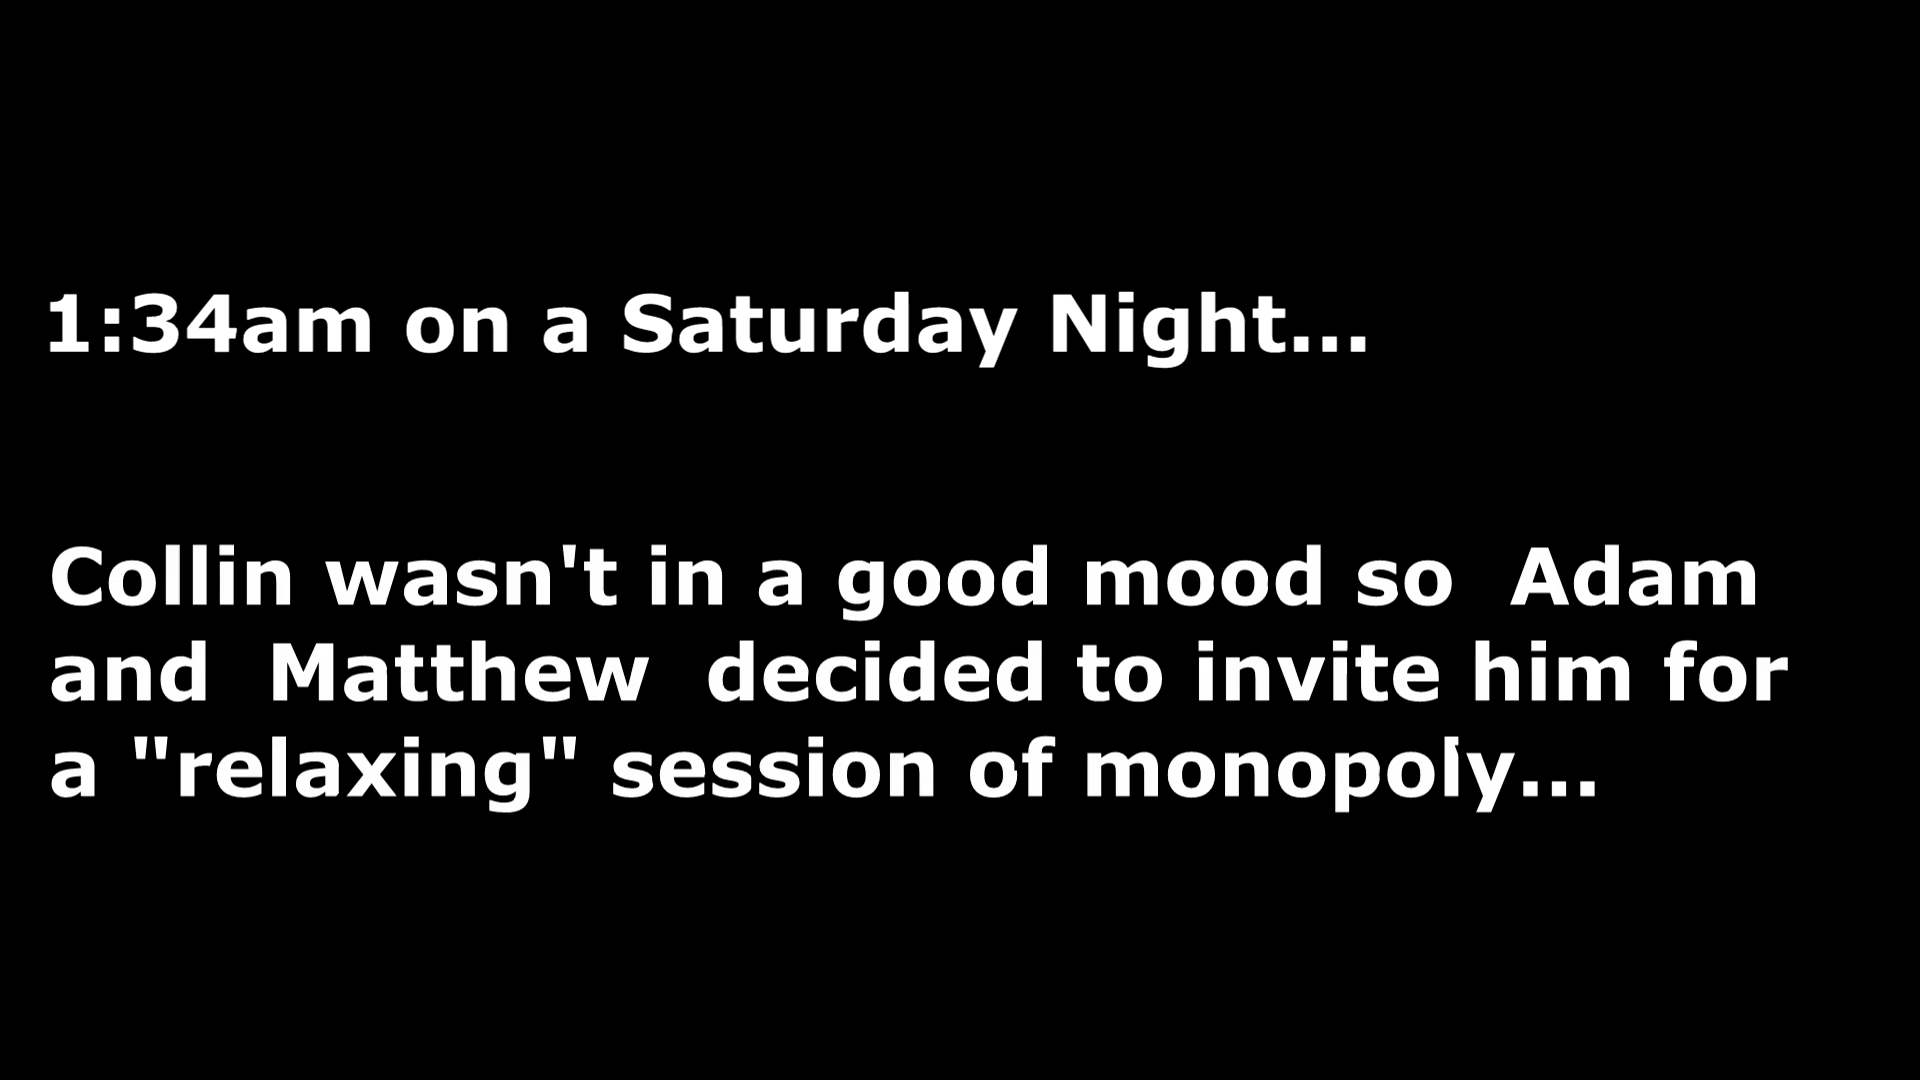 1:34am on a Saturday Night...
Collin wasn't in a good mood so  Adam
and  Matthew  decided to invite him for
a "relaxing" session of monopoly...